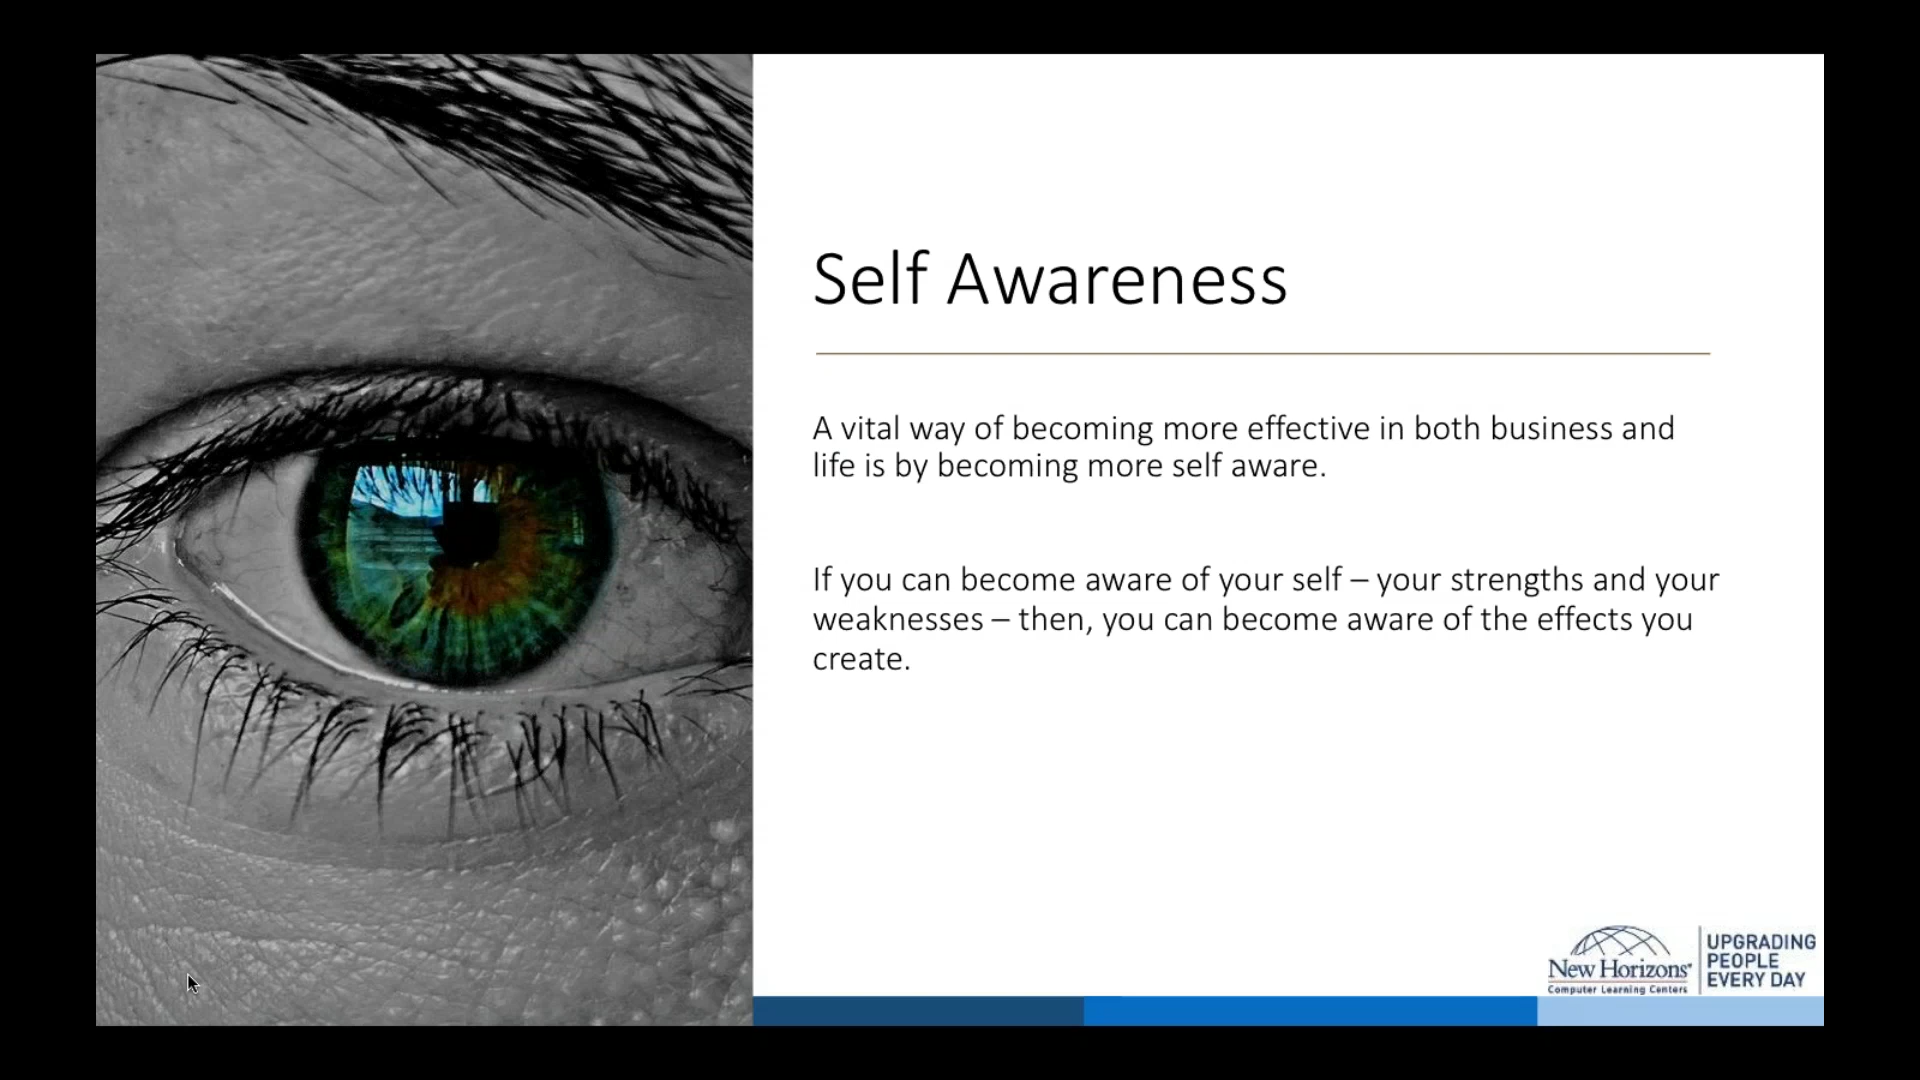 Self Awareness
A vital way of becoming more effective in both business and
life is by becoming more self aware.
If you can become aware of your self – your strengths and your
weaknesses – then, you can become aware of the effects you
create.
New Horizons®
Computer Learning Centers
UPGRADING
PEOPLE
EVERY DAY